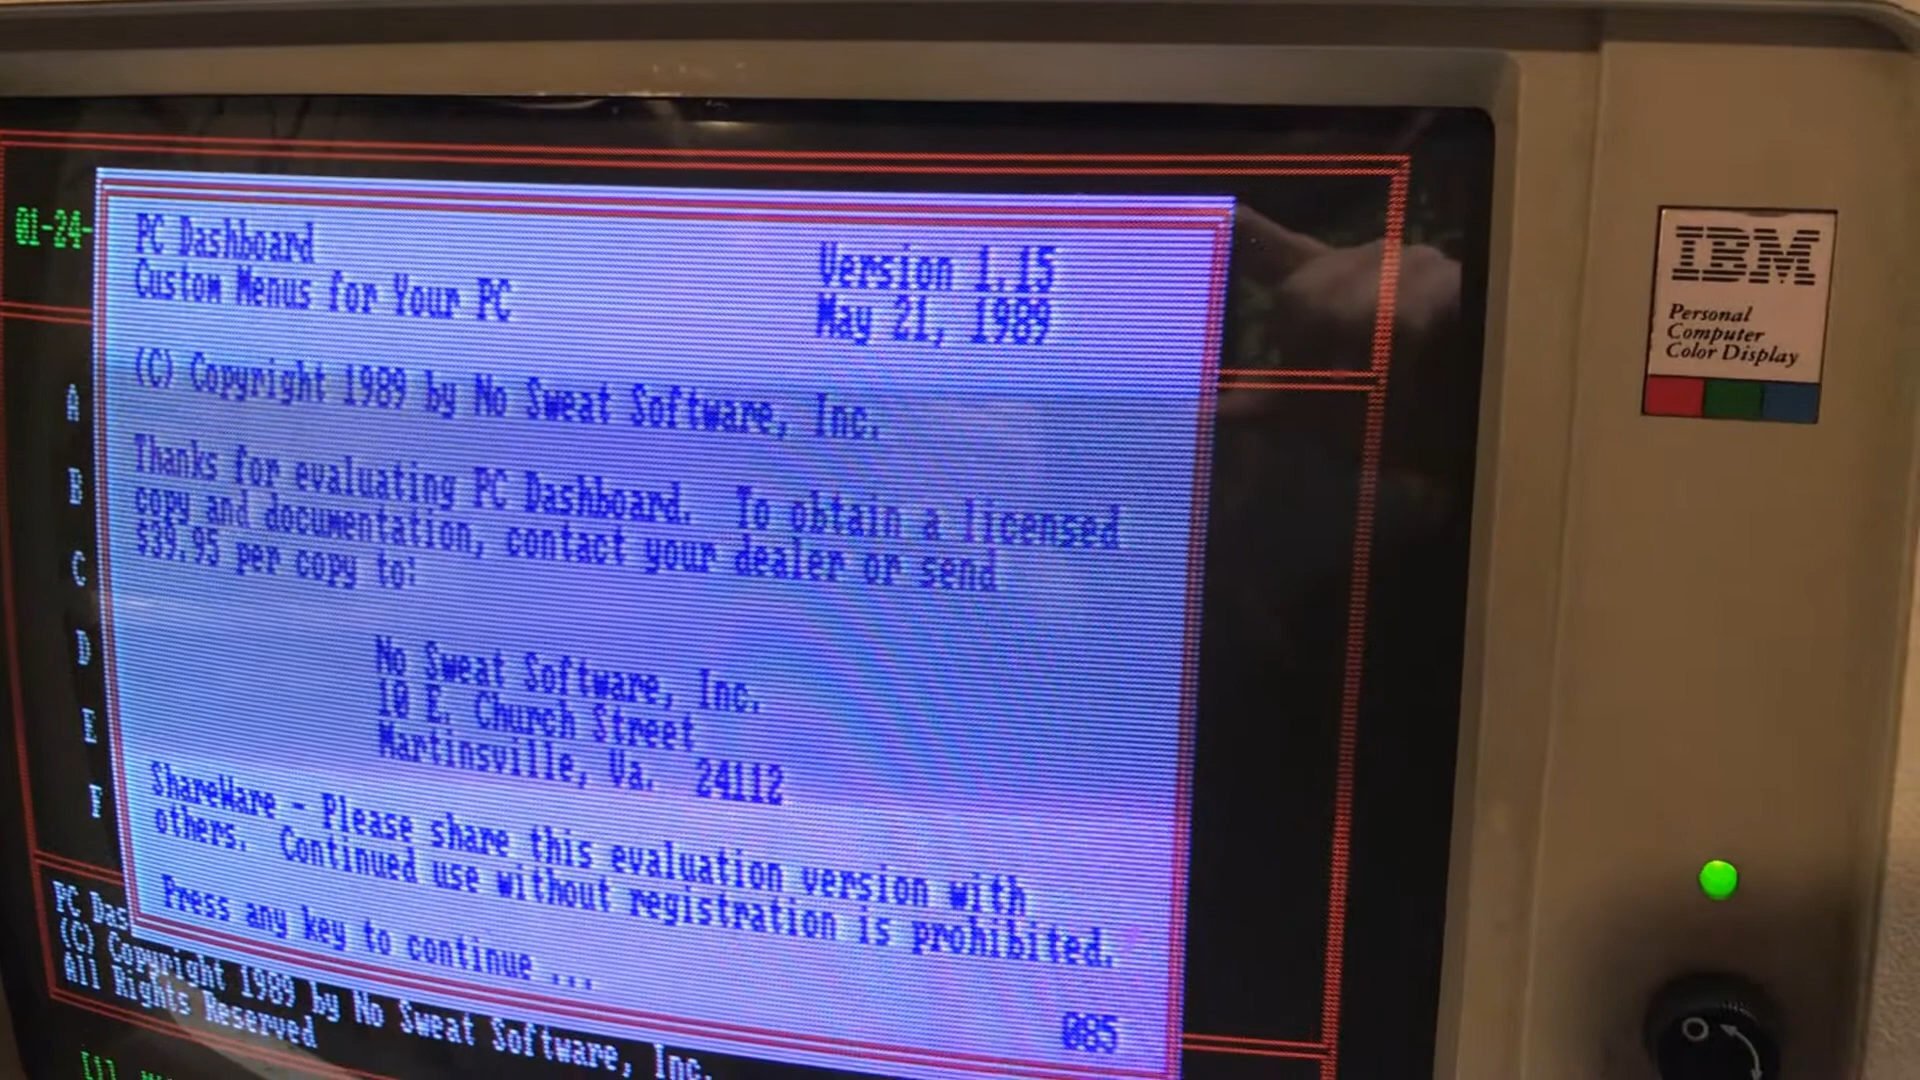 01-24-
PC Dashboard
Version 1.15
Custom Menus for Your PC
May 21, 1989
(C) Copyright 1989 by No Sweat Software, Inc.
Thanks for evaluating PC Dashboard. To obtain a licensed
copy and documentation, contact your dealer or send
$39.95 per copy to:
No Sweat Software, Inc.
10 E. Church Street
Martinsville, Va. 24112
ShareWare - Please share this evaluation version with
others. Continued use without registration is prohibited.
Press any key to continue ...
085
A
B
C
D
E
F
PC Das
(C) Copyright 1989 by No Sweat Software, Inc.
All Rights Reserved
[1]
IBM
Personal
Computer
Color Display